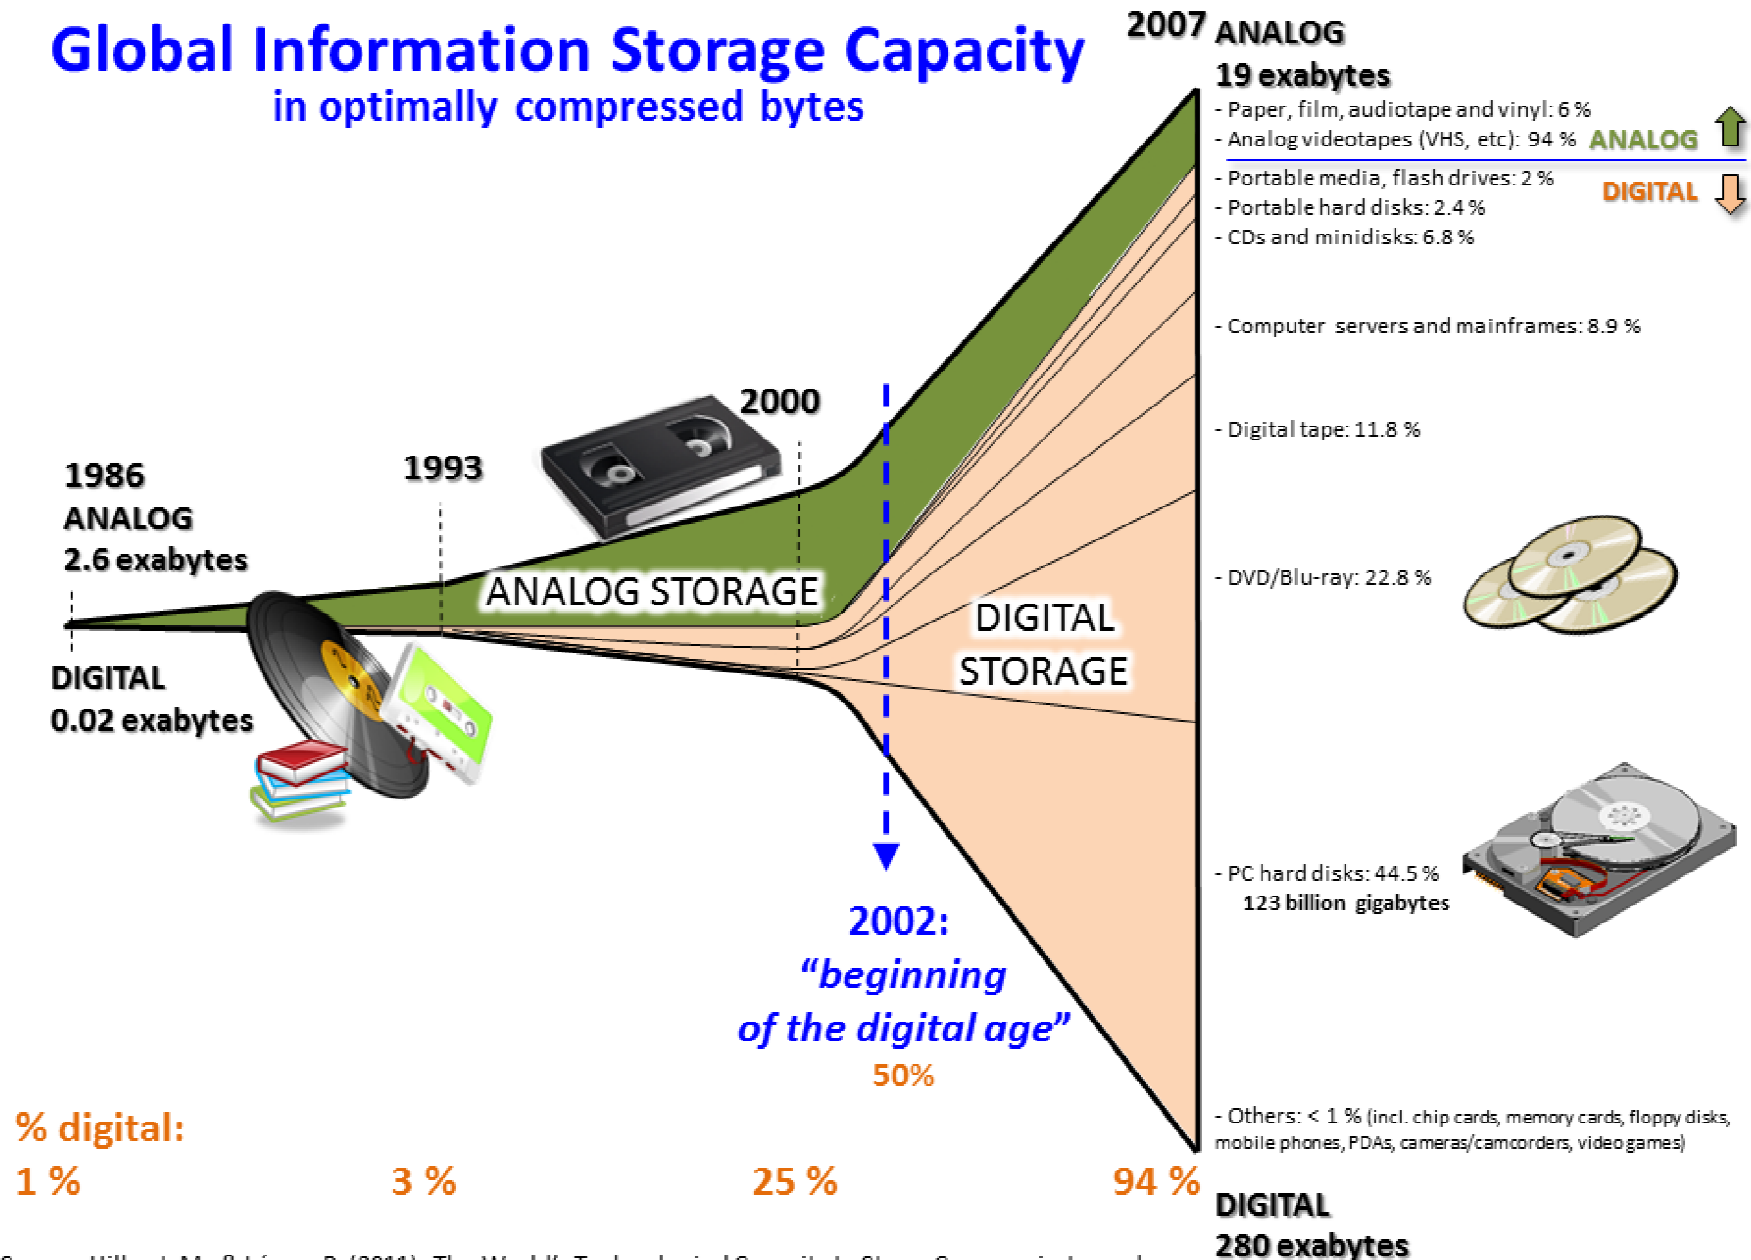 Global Information Storage Capacity
in optimally compressed bytes
2007
ANALOG
19 exabytes
- Paper, film, audiotape and vinyl: 6 %
- Analog videotapes (VHS, etc): 94 %
ANALOG
- Portable media, flash drives: 2 %
DIGITAL
- Portable hard disks: 2.4 %
- CDs and minidisks: 6.8 %
- Computer servers and mainframes: 8.9 %
- Digital tape: 11.8 %
- DVD/Blu-ray: 22.8 %
- PC hard disks: 44.5 %
123 billion gigabytes
- Others: < 1 % (incl. chip cards, memory cards, floppy disks,
mobile phones, PDAs, cameras/camcorders, video games)
DIGITAL
280 exabytes
2000
1993
1986
ANALOG
2.6 exabytes
ANALOG STORAGE
DIGITAL
STORAGE
DIGITAL
0.02 exabytes
2002:
"beginning
of the digital age"
50%
% digital:
1 %
3 %
25 %
94 %